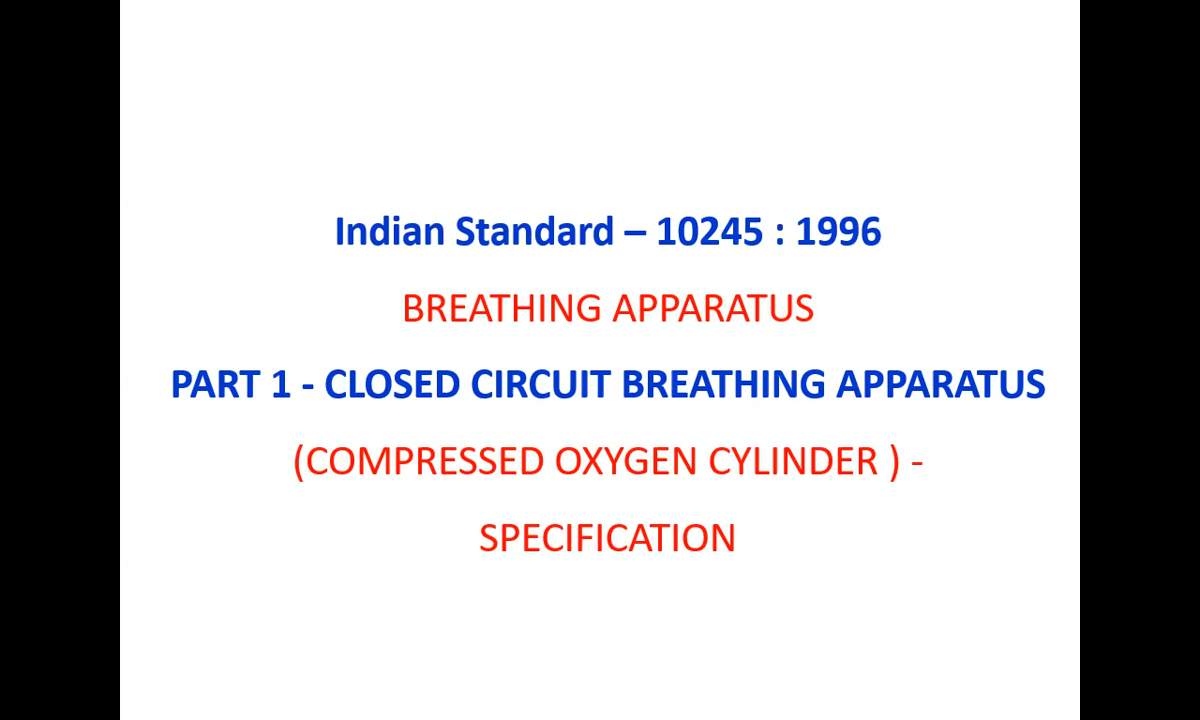 Indian Standard – 10245 : 1996
BREATHING APPARATUS
PART 1 - CLOSED CIRCUIT BREATHING APPARATUS
(COMPRESSED OXYGEN CYLINDER ) -
SPECIFICATION